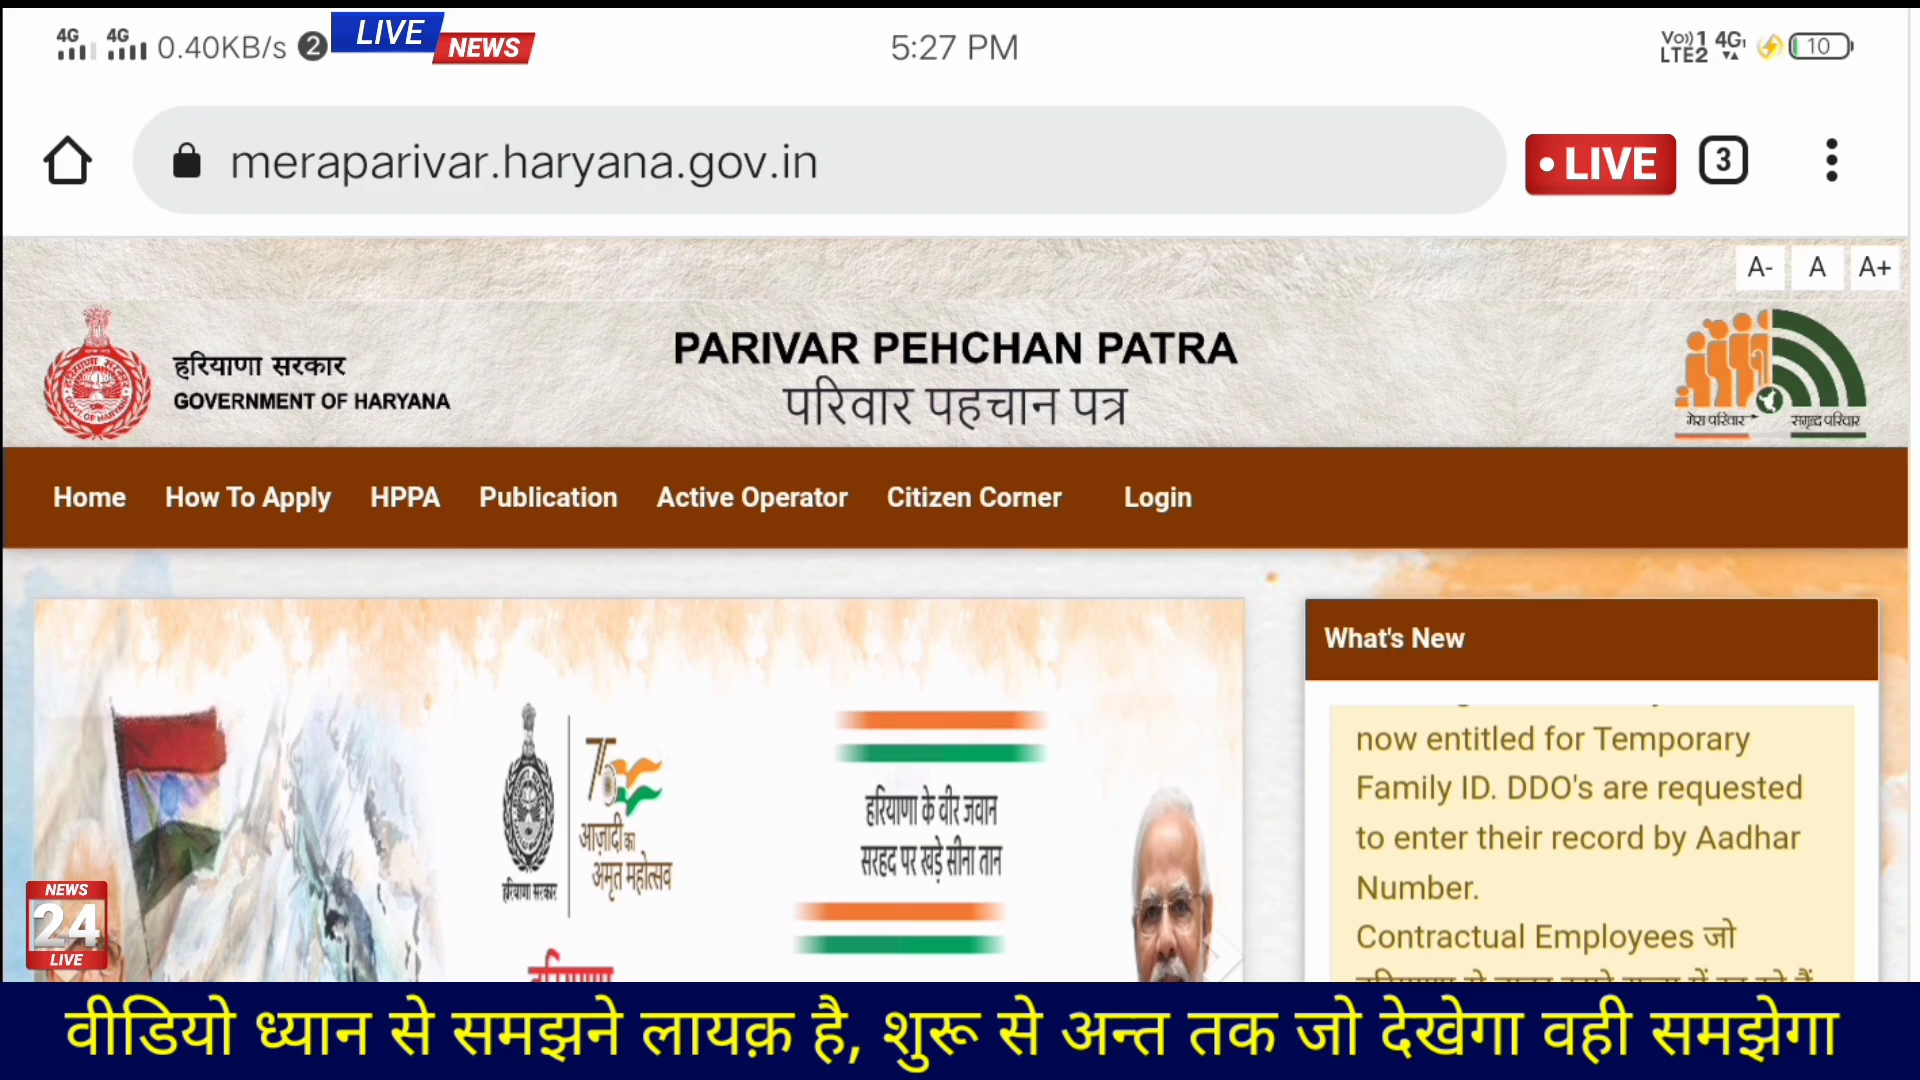 4G 4G 0.40KB/s 2 LIVE NEWS 5:27 PM Vo)) 1 LTE2 4G 10
meraparivar.haryana.gov.in LIVE 3
A- A A+
हरियाणा सरकार
GOVERNMENT OF HARYANA
PARIVAR PEHCHAN PATRA
परिवार पहचान पत्र
मेरा परिवार समृद्ध परिवार
Home How To Apply HPPA Publication Active Operator Citizen Corner Login
हरियाणा सरकार
75
आज़ादी का
अमृत महोत्सव
हरियाणा के वीर जवान
सरहद पर खड़े सीना तान
हरियाणा
What's New
now entitled for Temporary
Family ID. DDO's are requested
to enter their record by Aadhar
Number.
Contractual Employees जो
NEWS
24
LIVE
वीडियो ध्यान से समझने लायक़ है, शुरू से अन्त तक जो देखेगा वही समझेगा